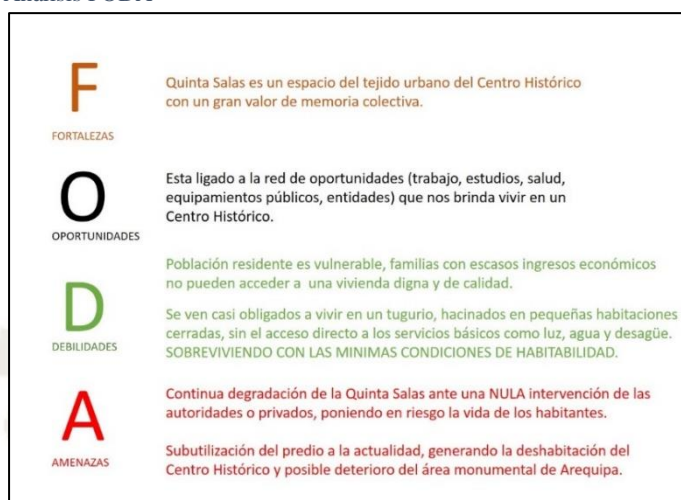 F
FORTALEZAS
Quinta Salas es un espacio del tejido urbano del Centro Histórico
con un gran valor de memoria colectiva.
O
OPORTUNIDADES
Esta ligado a la red de oportunidades (trabajo, estudios, salud,
equipamientos públicos, entidades) que nos brinda vivir en un
Centro Histórico.
D
DEBILIDADES
Población residente es vulnerable, familias con escasos ingresos económicos
no pueden acceder a una vivienda digna y de calidad.
Se ven casi obligados a vivir en un tugurio, hacinados en pequeñas habitaciones
cerradas, sin el acceso directo a los servicios básicos como luz, agua y desagüe.
SOBREVIVIENDO CON LAS MINIMAS CONDICIONES DE HABITABILIDAD.
A
AMENAZAS
Continua degradación de la Quinta Salas ante una NULA intervención de las
autoridades o privados, poniendo en riesgo la vida de los habitantes.
Subutilización del predio a la actualidad, generando la deshabitación del
Centro Histórico y posible deterioro del área monumental de Arequipa.